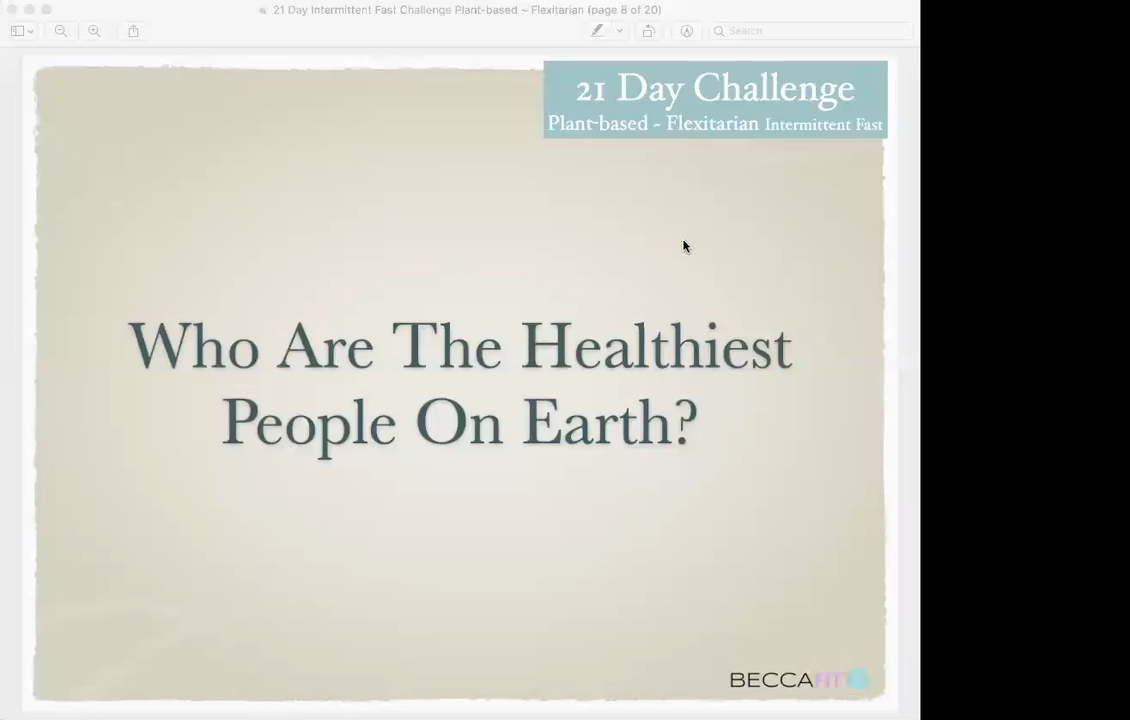 21 Day Intermittent Fast Challenge Plant-based ~ Flexitarian (page 8 of 20)
Search
21 Day Challenge
Plant-based - Flexitarian Intermittent Fast
Who Are The Healthiest
People On Earth?
BECCAFIT